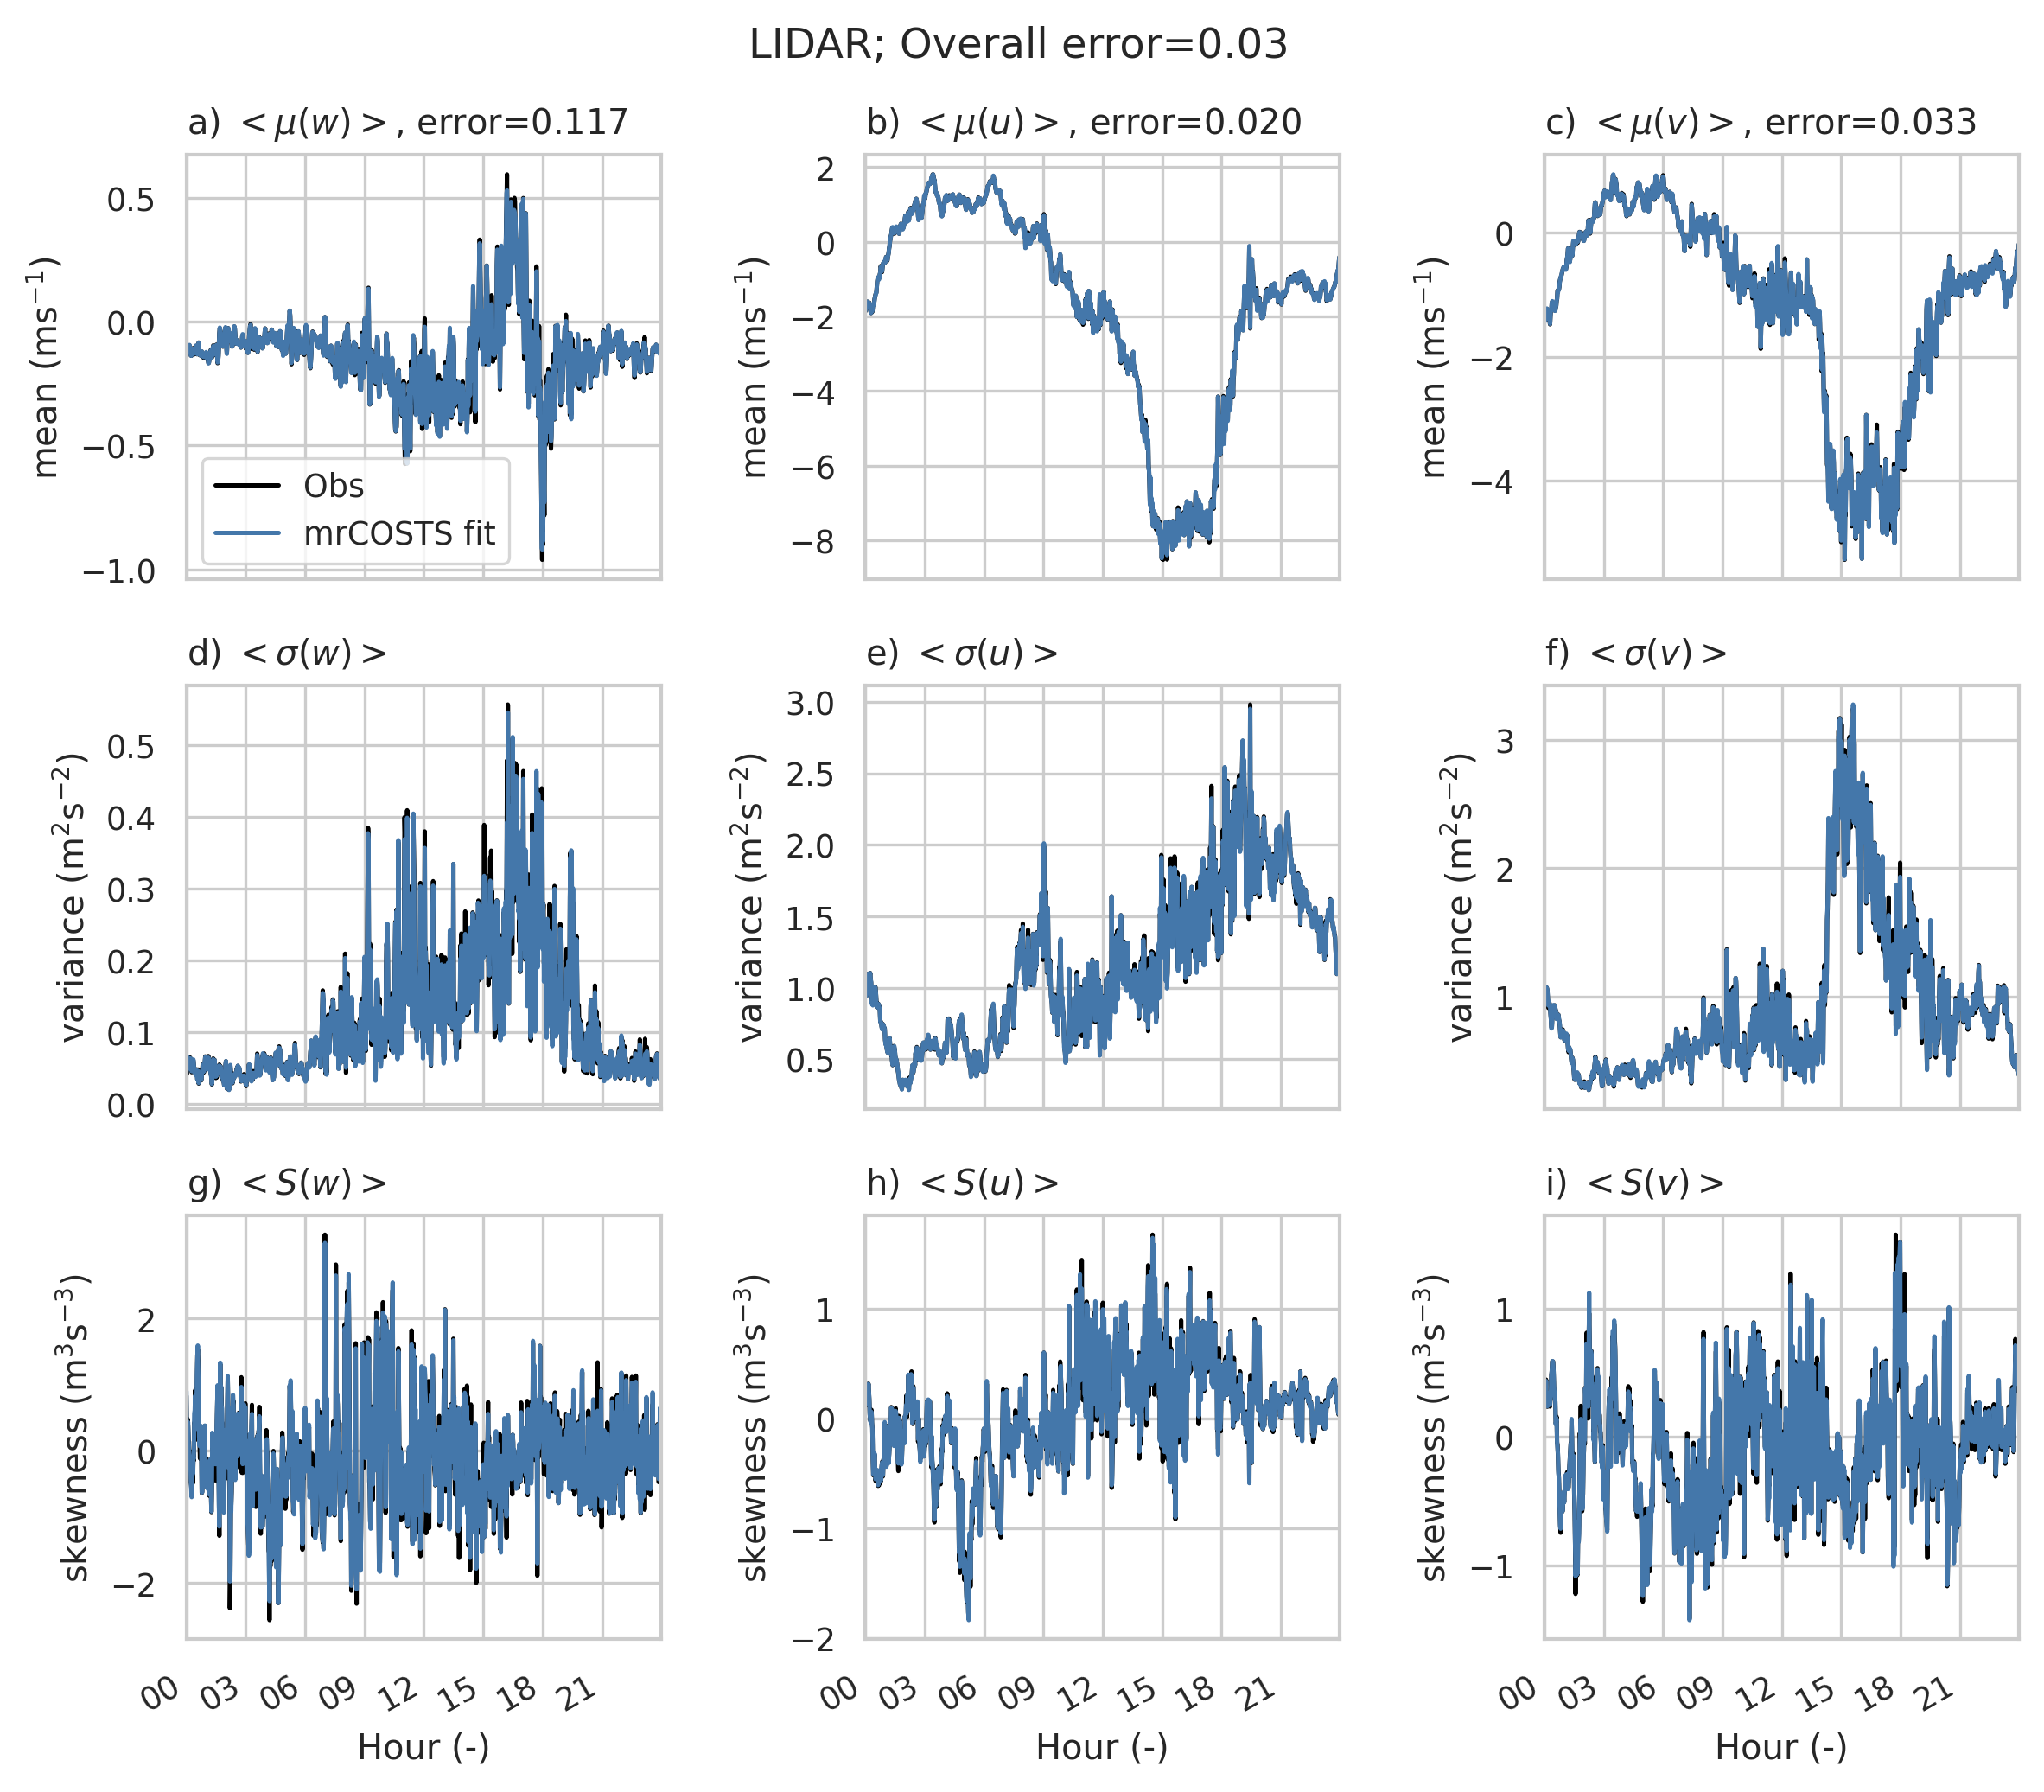 LIDAR; Overall error=0.03
a) <μ(w)>, error=0.117
b) <μ(u)>, error=0.020
c) <μ(v)>, error=0.033
mean (ms⁻¹)
0.5
0.0
−0.5
−1.0
Obs
mrCOSTS fit
mean (ms⁻¹)
2
0
−2
−4
−6
−8
mean (ms⁻¹)
0
−2
−4
d) <σ(w)>
e) <σ(u)>
f) <σ(v)>
variance (m²s⁻²)
0.5
0.4
0.3
0.2
0.1
0.0
variance (m²s⁻²)
3.0
2.5
2.0
1.5
1.0
0.5
variance (m²s⁻²)
3
2
1
g) <S(w)>
h) <S(u)>
i) <S(v)>
skewness (m³s⁻³)
2
0
−2
skewness (m³s⁻³)
1
0
−1
−2
skewness (m³s⁻³)
1
0
−1
00 03 06 09 12 15 18 21
00 03 06 09 12 15 18 21
00 03 06 09 12 15 18 21
Hour (-)
Hour (-)
Hour (-)